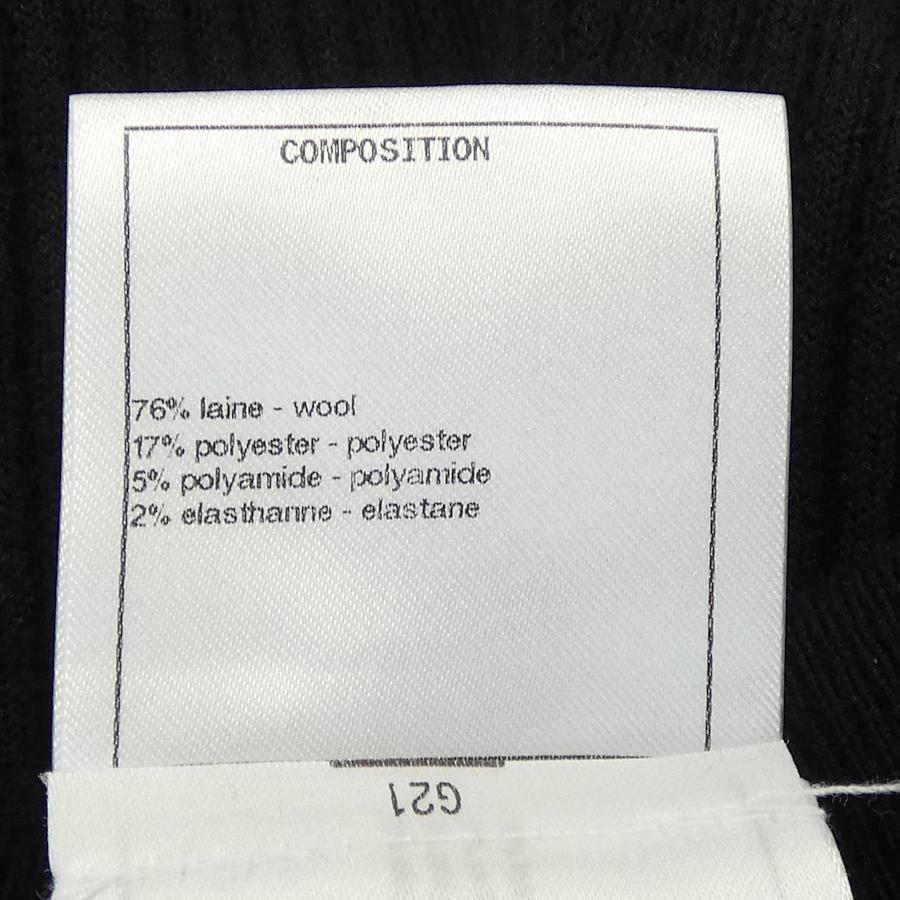 COMPOSITION
76% laine - wool
17% polyester - polyester
5% polyamide - polyamide
2% elasthanne - elastane
G21